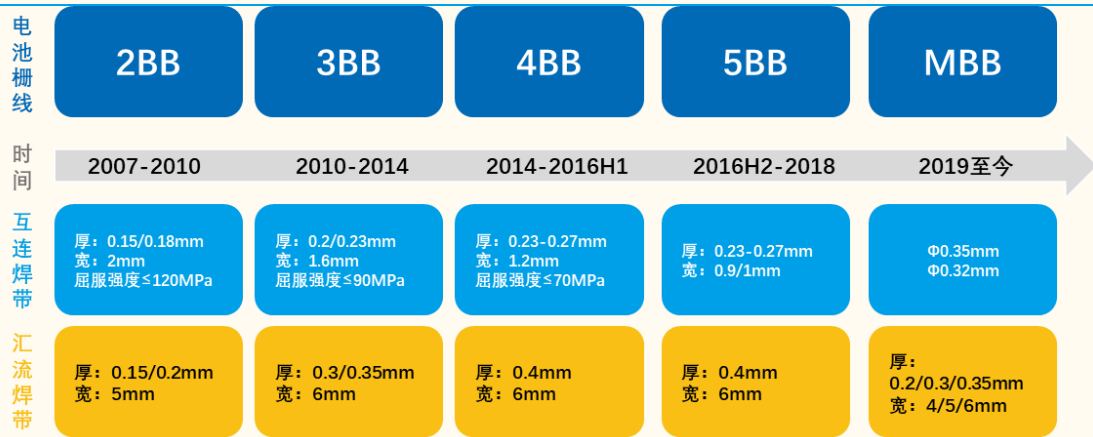 电池栅线
2BB
3BB
4BB
5BB
MBB
时间
2007-2010
2010-2014
2014-2016H1
2016H2-2018
2019至今
互连焊带
厚：0.15/0.18mm
宽：2mm
屈服强度≤120MPa
厚：0.2/0.23mm
宽：1.6mm
屈服强度≤90MPa
厚：0.23-0.27mm
宽：1.2mm
屈服强度≤70MPa
厚：0.23-0.27mm
宽：0.9/1mm
Φ0.35mm
Φ0.32mm
汇流焊带
厚：0.15/0.2mm
宽：5mm
厚：0.3/0.35mm
宽：6mm
厚：0.4mm
宽：6mm
厚：0.4mm
宽：6mm
厚：
0.2/0.3/0.35mm
宽：4/5/6mm